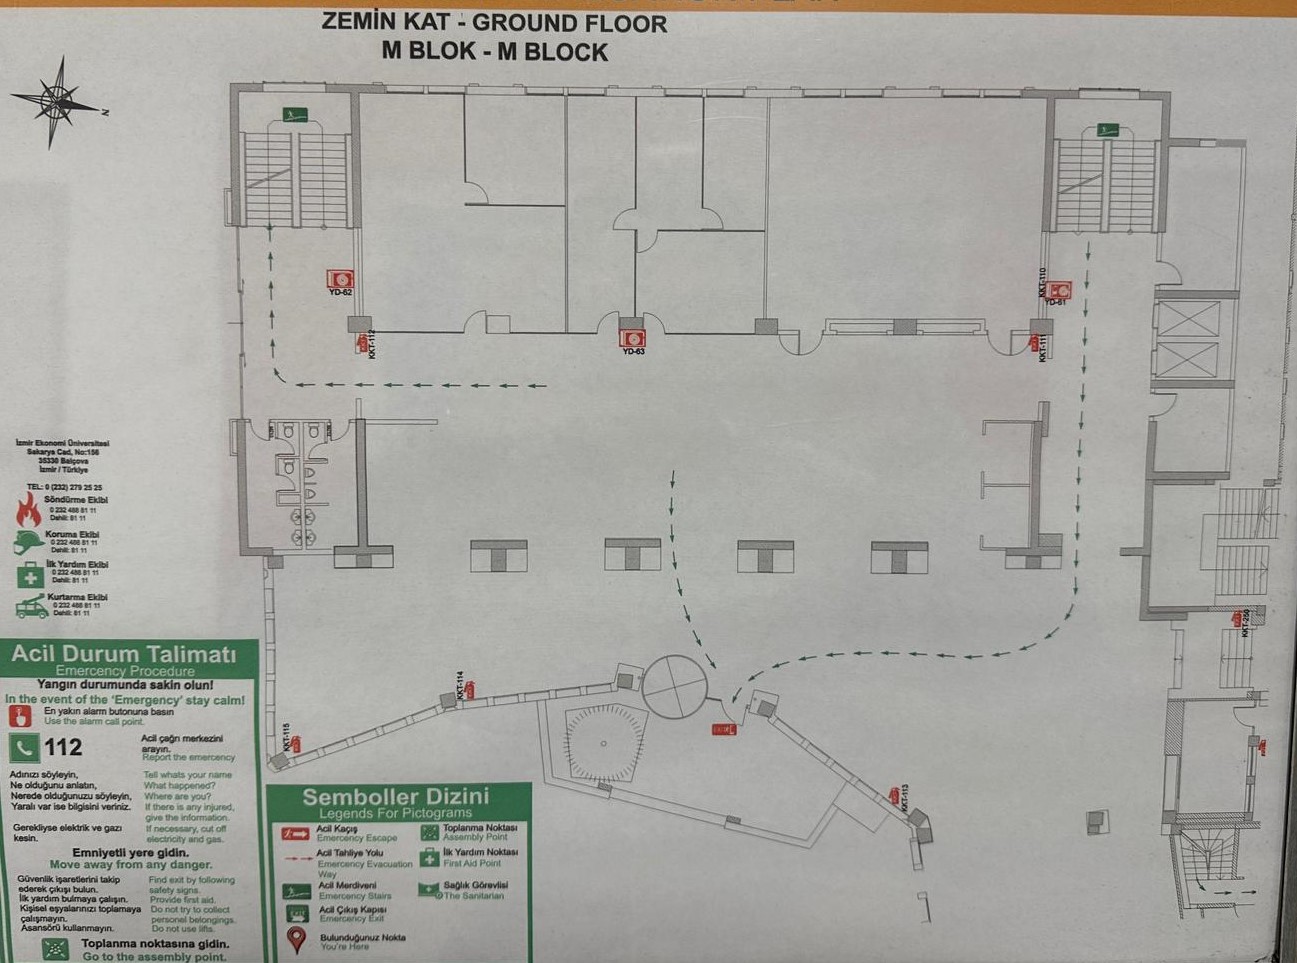 ZEMİN KAT - GROUND FLOOR
M BLOK - M BLOCK
N
YD-62
KKT-112
YD-63
KKT-110
YD-61
KKT-111
KKT-250
KKT-114
KKT-115
KKT-113
İzmir Ekonomi Üniversitesi
Sakarya Cad, No:156
35330 Balçova
İzmir / Türkiye
TEL: 0 (232) 279 25 25
Söndürme Ekibi
0 232 488 81 11
Dahili: 81 11
Koruma Ekibi
0 232 488 81 11
Dahili: 81 11
İlk Yardım Ekibi
0 232 488 81 11
Dahili: 81 11
Kurtarma Ekibi
0 232 488 81 11
Dahili: 81 11
Acil Durum Talimatı
Emercency Procedure
Yangın durumunda sakin olun!
In the event of the 'Emergency' stay calm!
En yakın alarm butonuna basın
Use the alarm call point.
112
Acil çağrı merkezini
arayın.
Report the emergency
Adınızı söyleyin,
Ne olduğunu anlatın,
Nerede olduğunuzu söyleyin,
Yaralı var ise bilgisini veriniz.
Tell whats your name
What happened?
Where are you?
If there is any injured,
give the information.
Gerekliyse elektrik ve gazı
kesin.
If necessary, cut off
electricity and gas.
Emniyetli yere gidin.
Move away from any danger.
Güvenlik işaretlerini takip
ederek çıkışı bulun.
İlk yardım bulmaya çalışın.
Kişisel eşyalarınızı toplamaya
çalışmayın.
Asansörü kullanmayın.
Find exit by following
safety signs.
Provide first aid.
Do not try to collect
personel belongings.
Do not use lifts.
Toplanma noktasına gidin.
Go to the assembly point.
Semboller Dizini
Legends For Pictograms
Acil Kaçış
Emercency Escape
Acil Tahliye Yolu
Emercency Evacuation
Way
Acil Merdiveni
Emercency Stairs
EXIT
Acil Çıkış Kapısı
Emercency Exit
Bulunduğunuz Nokta
You're Here
Toplanma Noktası
Assembly Point
İlk Yardım Noktası
First Aid Point
Sağlık Görevlisi
The Sanitarian